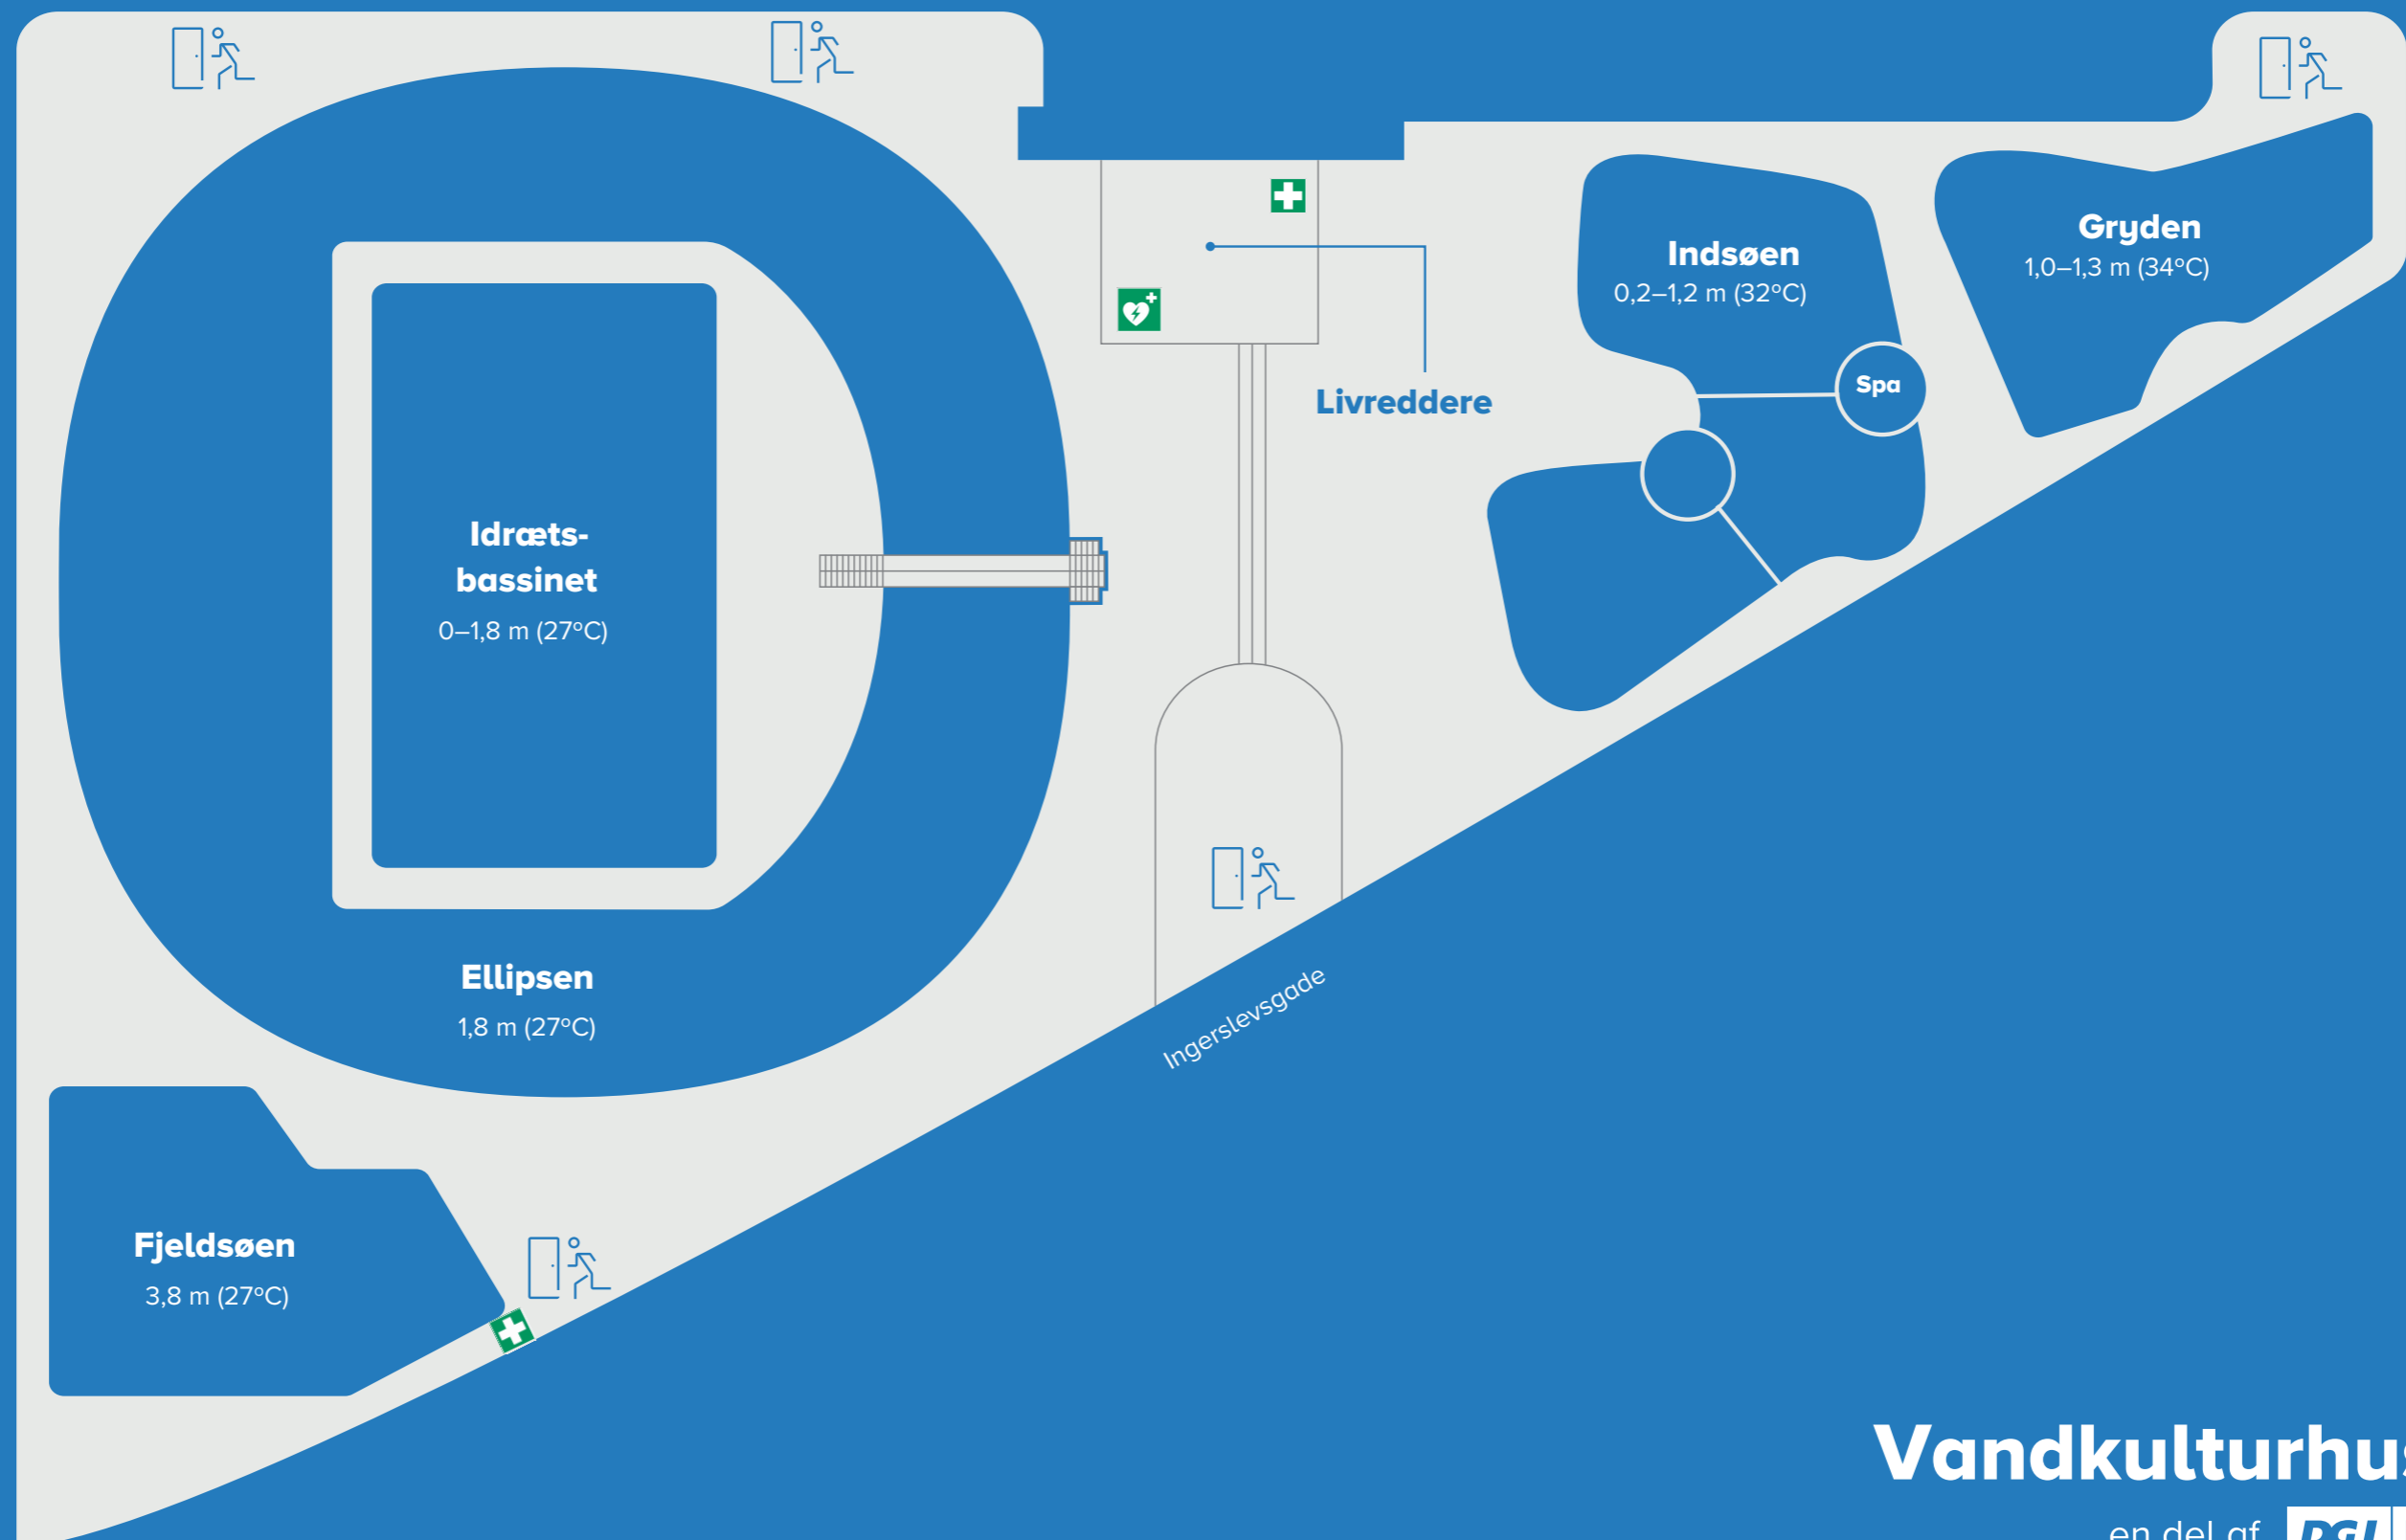 Gryden
1,0–1,3 m (34°C)
Indsøen
0,2–1,2 m (32°C)
Spa
Livreddere
Idræts-
bassinet
0–1,8 m (27°C)
Ellipsen
1,8 m (27°C)
Ingerslevsgade
Fjeldsøen
3,8 m (27°C)
Vandkulturhus
en del af